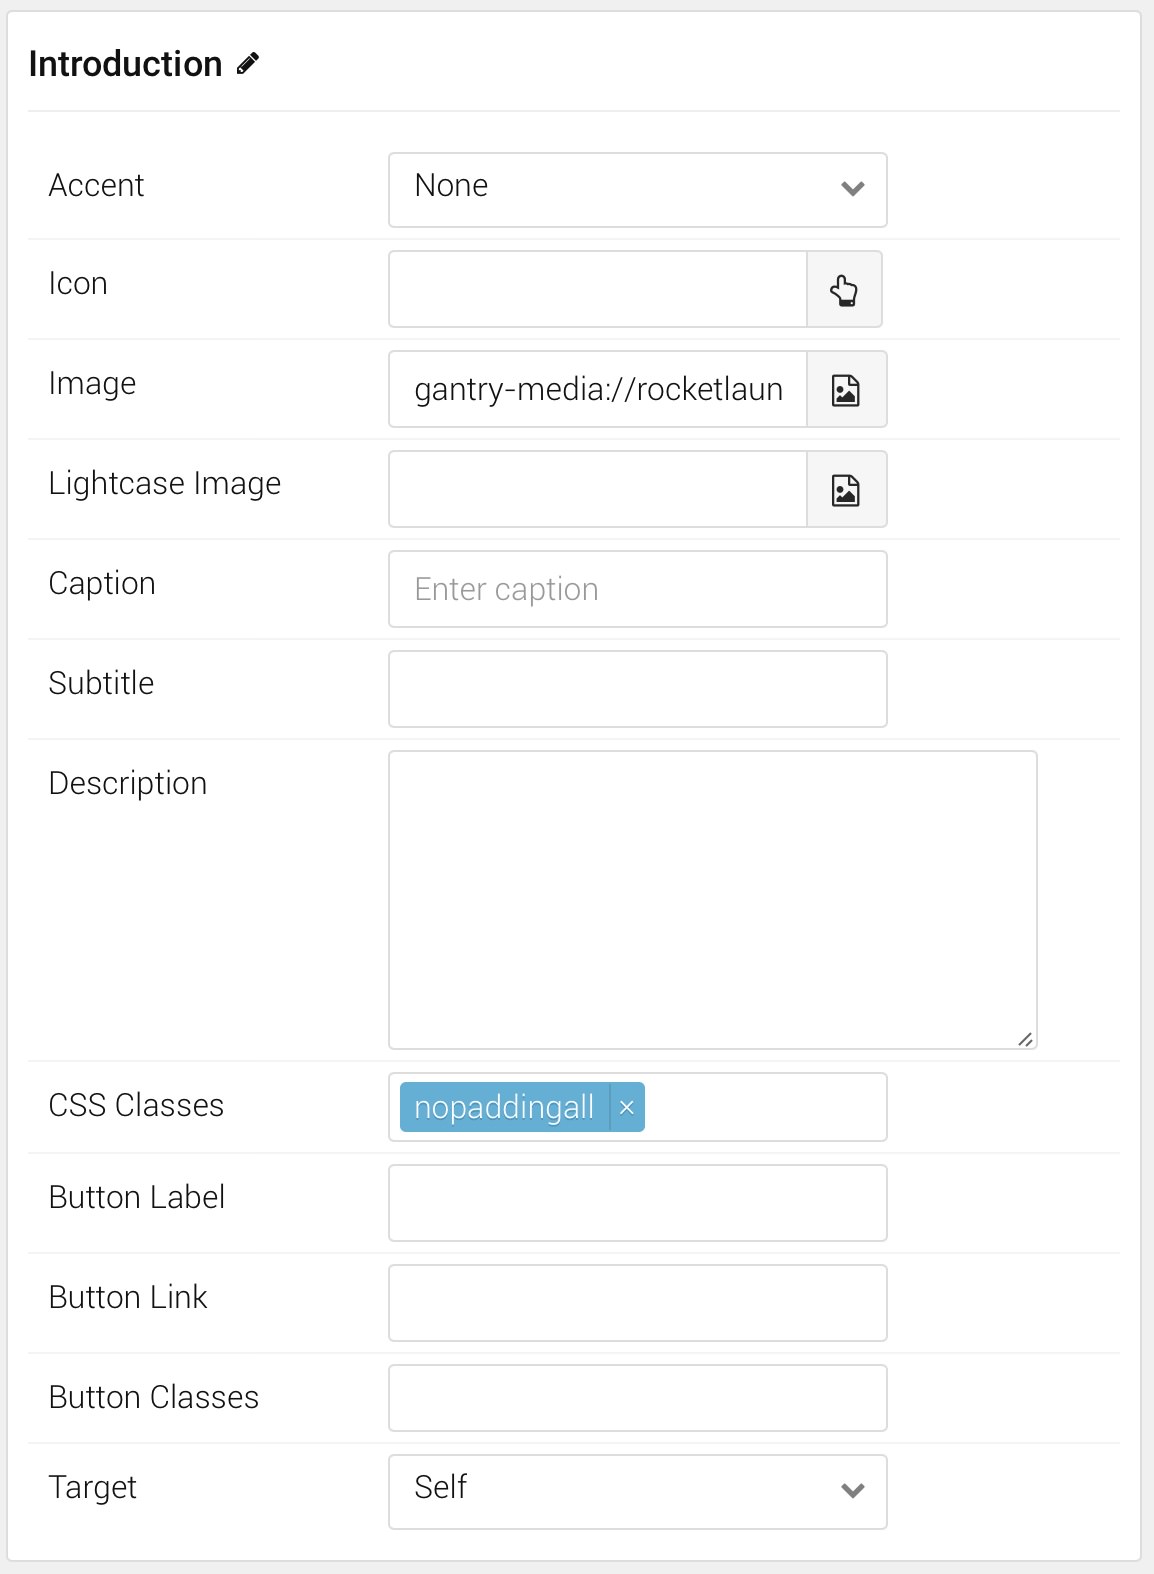 Introduction
Accent None
Icon
Image gantry-media://rocketlaun
Lightcase Image
Caption Enter caption
Subtitle
Description
CSS Classes nopaddingall ×
Button Label
Button Link
Button Classes
Target Self